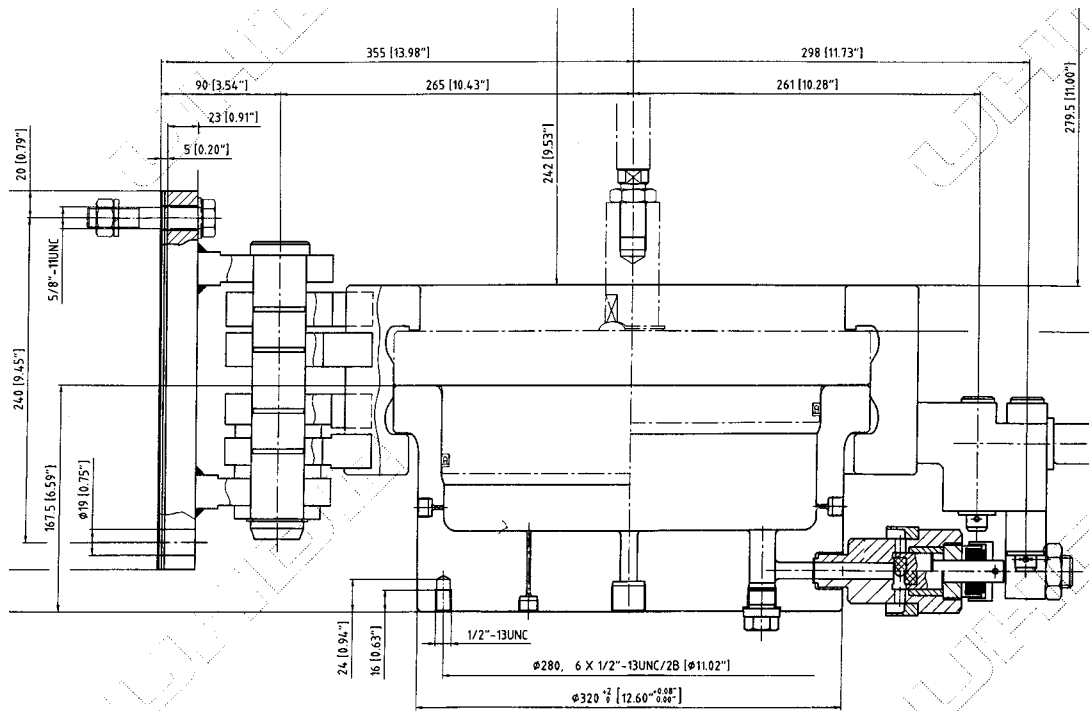 355 [13.98"]
298 [11.73"]
90 [3.54"]
265 [10.43"]
261 [10.28"]
23 [0.91"]
5 [0.20"]
20 [0.79"]
242 [9.53"]
279.5 [11.00"]
5/8"-11UNC
240 [9.45"]
167.5 [6.59"]
ø19 [0.75"]
24 [0.94"]
16 [0.63"]
1/2"-13UNC
ø280, 6 X 1/2"-13UNC/2B [ø11.02"]
ø320 +2 0 [12.60" +0.08" 0.00"]